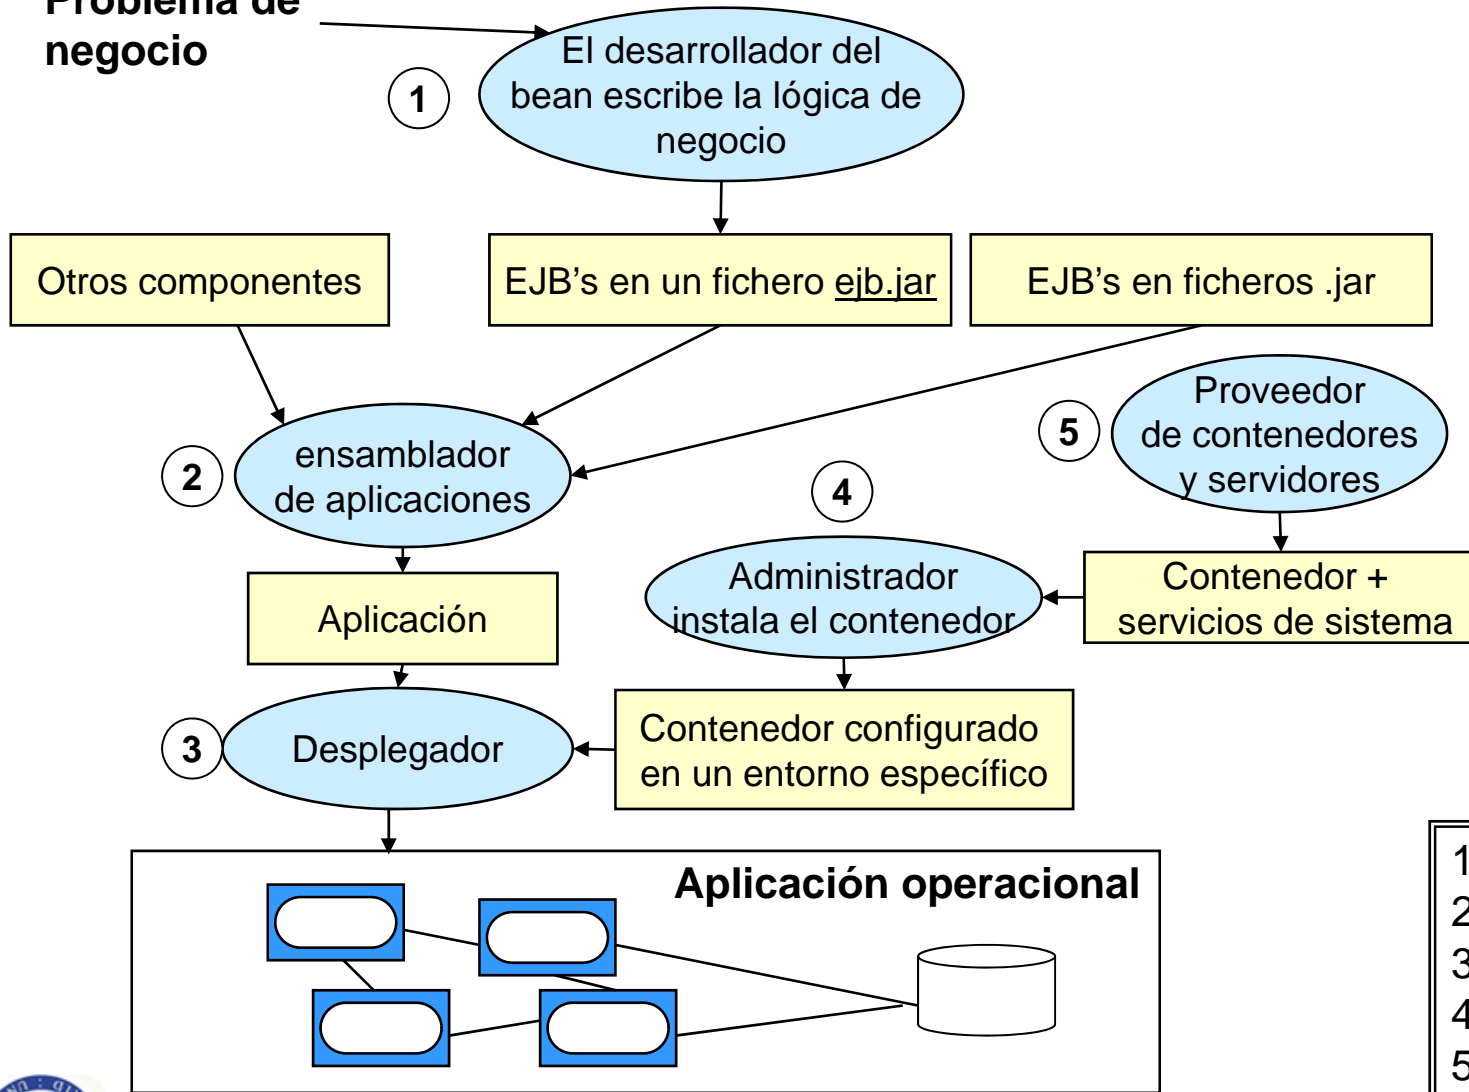 Problema de
negocio
El desarrollador del
bean escribe la lógica de
negocio
1
Otros componentes
EJB's en un fichero ejb.jar
EJB's en ficheros .jar
Proveedor
de contenedores
y servidores
5
ensamblador
de aplicaciones
2
4
Administrador
instala el contenedor
Contenedor +
servicios de sistema
Aplicación
Contenedor configurado
en un entorno específico
3
Desplegador
Aplicación operacional
1
2
3
4
5